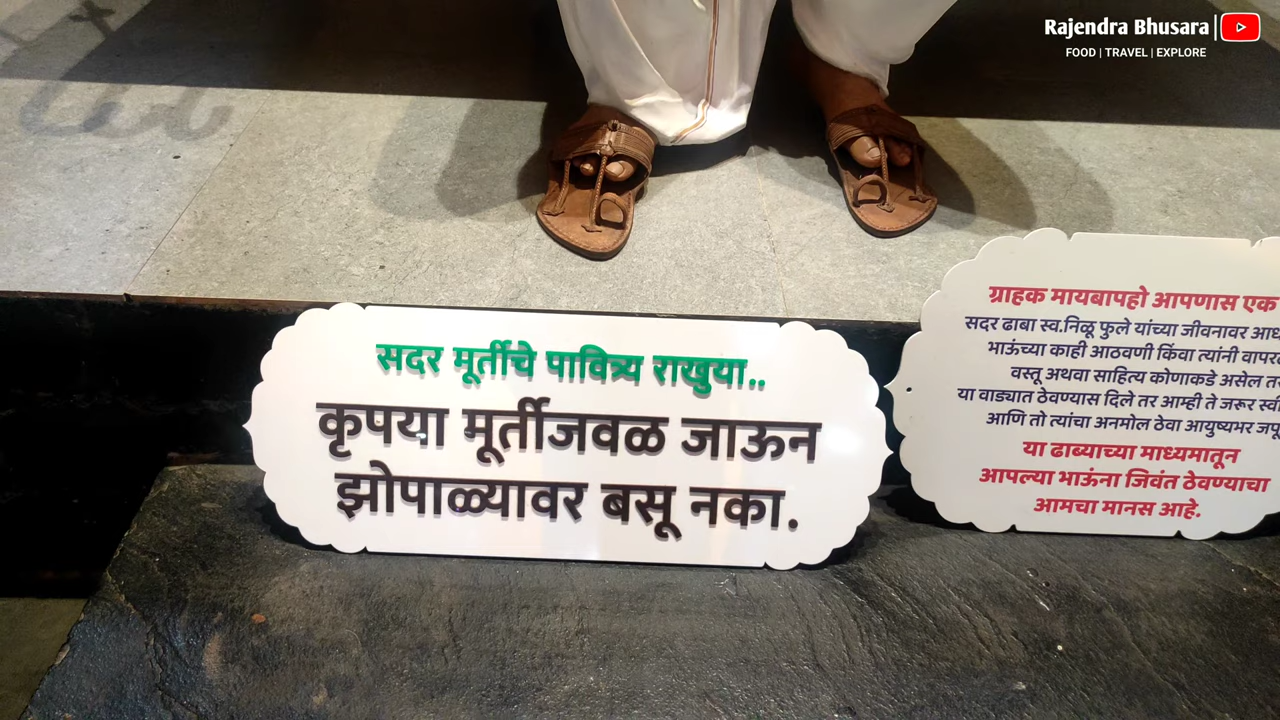 Rajendra Bhusara
FOOD | TRAVEL | EXPLORE
सदर मूर्तीचे पावित्र्य राखुया..
कृपया मूर्तीजवळ जाऊन
झोपाळ्यावर बसू नका.
ग्राहक मायबापहो आपणास एक
सदर ढाबा स्व.निळू फुले यांच्या जीवनावर
भाऊंच्या काही आठवणी किंवा त्यांनी
वस्तू अथवा साहित्य कोणाकडे असेल
या वाड्यात ठेवण्यास दिले तर आम्ही ते जरूर
आणि तो त्यांचा अनमोल ठेवा आयुष्यभर
या ढाब्याच्या माध्यमातून
आपल्या भाऊंना जिवंत ठेवण्याचा
आमचा मानस आहे.